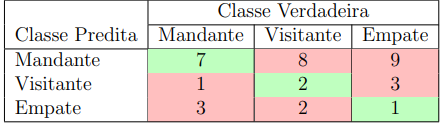 Classe Verdadeira
Classe Predita Mandante Visitante Empate
Mandante 7 8 9
Visitante 1 2 3
Empate 3 2 1